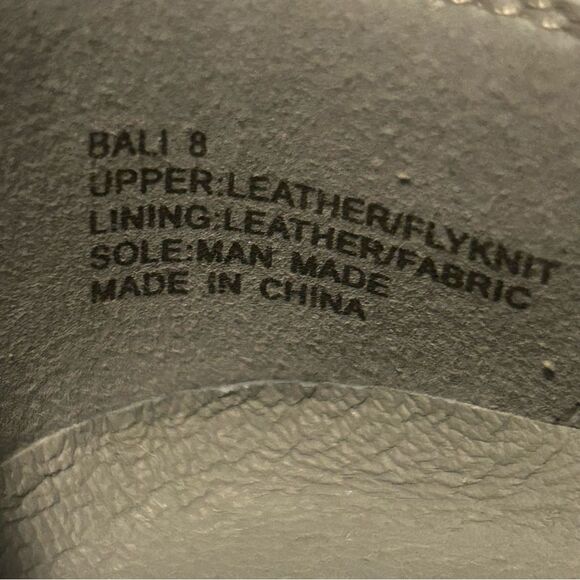 BALI 8
UPPER:LEATHER/FLYKNIT
LINING:LEATHER/FABRIC
SOLE:MAN MADE
MADE IN CHINA